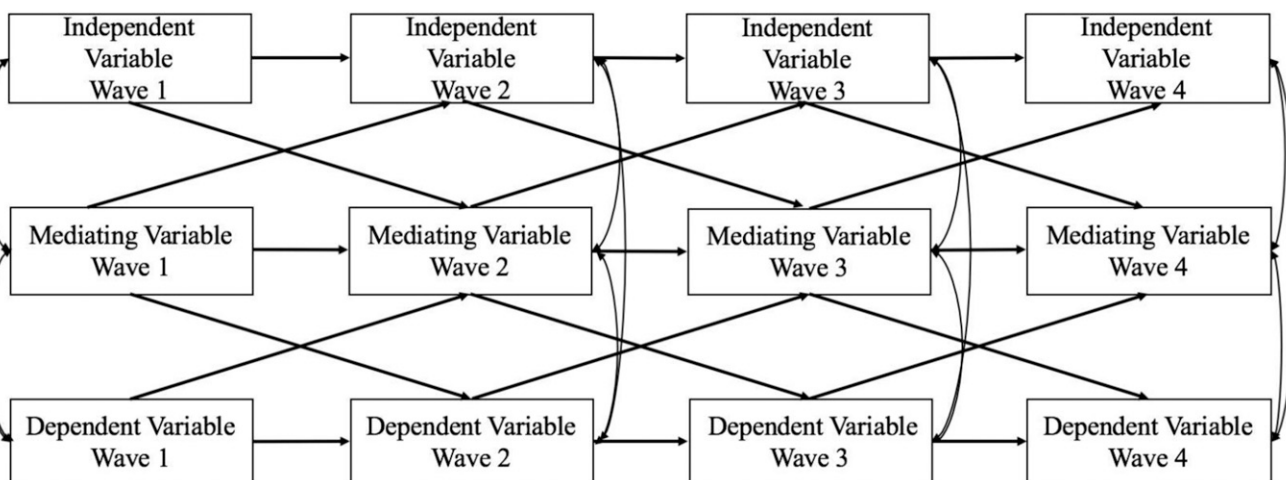 Independent
Variable
Wave 1
Independent
Variable
Wave 2
Independent
Variable
Wave 3
Independent
Variable
Wave 4
Mediating Variable
Wave 1
Mediating Variable
Wave 2
Mediating Variable
Wave 3
Mediating Variable
Wave 4
Dependent Variable
Wave 1
Dependent Variable
Wave 2
Dependent Variable
Wave 3
Dependent Variable
Wave 4